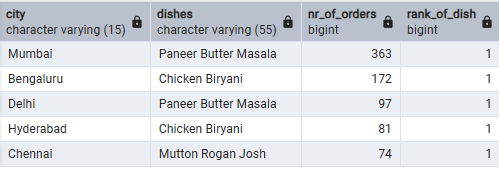 city dishes nr_of_orders rank_of_dish
character varying (15) character varying (55) bigint bigint
Mumbai Paneer Butter Masala 363 1
Bengaluru Chicken Biryani 172 1
Delhi Paneer Butter Masala 97 1
Hyderabad Chicken Biryani 81 1
Chennai Mutton Rogan Josh 74 1